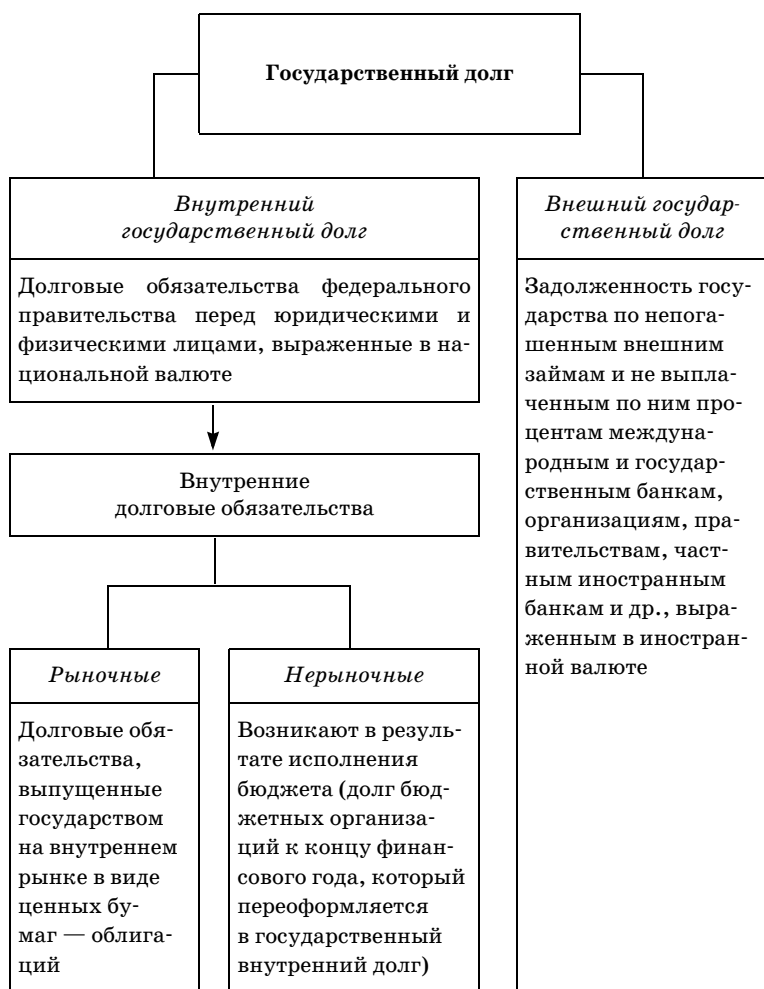 Государственный долг
Внутренний
государственный долг
Долговые обязательства федерального
правительства перед юридическими и
физическими лицами, выраженные в на-
циональной валюте
Внутренние
долговые обязательства
Рыночные
Долговые обя-
зательства,
выпущенные
государством
на внутреннем
рынке в виде
ценных бу-
маг — облига-
ций
Нерыночные
Возникают в резуль-
тате исполнения
бюджета (долг бюд-
жетных организа-
ций к концу финан-
сового года, который
переоформляется
в государственный
внутренний долг)
Внешний государ-
ственный долг
Задолженность госу-
дарства по непога-
шенным внешним
займам и не выпла-
ченным по ним про-
центам междуна-
родным и государ-
ственным банкам,
организациям, пра-
вительствам, част-
ным иностранным
банкам и др., выра-
женным в иностран-
ной валюте